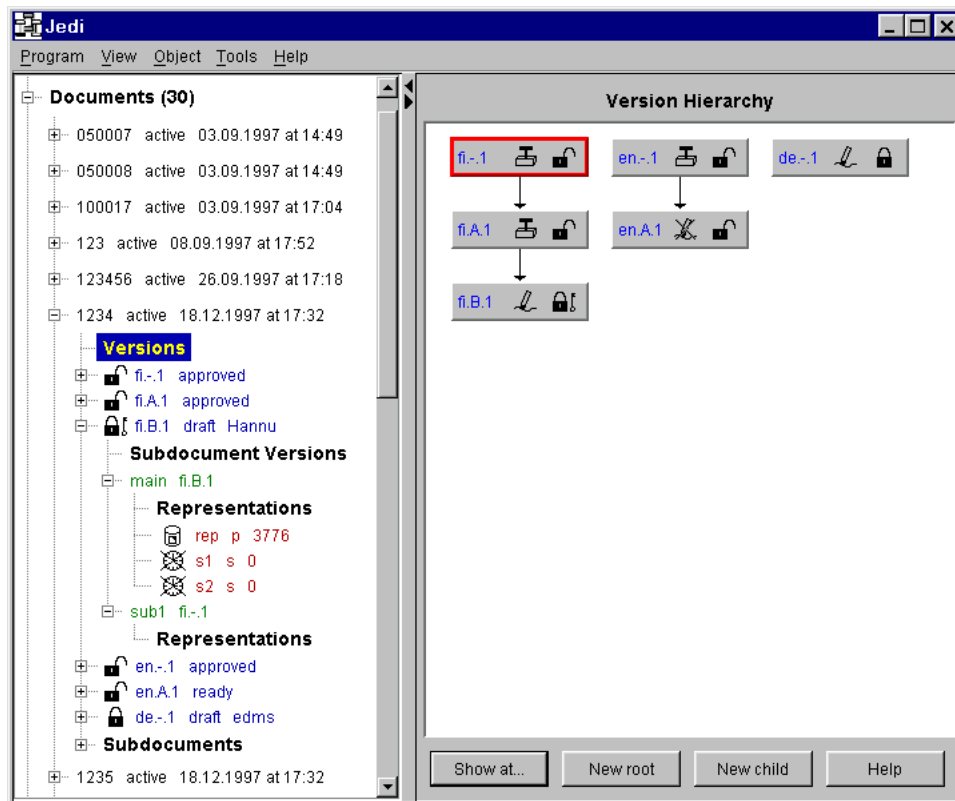 Jedi
Program View Object Tools Help
Documents (30)
050007 active 03.09.1997 at 14:49
050008 active 03.09.1997 at 14:49
100017 active 03.09.1997 at 17:04
123 active 08.09.1997 at 17:52
123456 active 26.09.1997 at 17:18
1234 active 18.12.1997 at 17:32
Versions
fi.-.1 approved
fi.A.1 approved
fi.B.1 draft Hannu
Subdocument Versions
main fi.B.1
Representations
rep p 3776
s1 s 0
s2 s 0
sub1 fi.-.1
Representations
en.-.1 approved
en.A.1 ready
de.-.1 draft edms
Subdocuments
1235 active 18.12.1997 at 17:32
Version Hierarchy
fi.-.1 en.-.1 de.-.1
fi.A.1 en.A.1
fi.B.1
Show at... New root New child Help